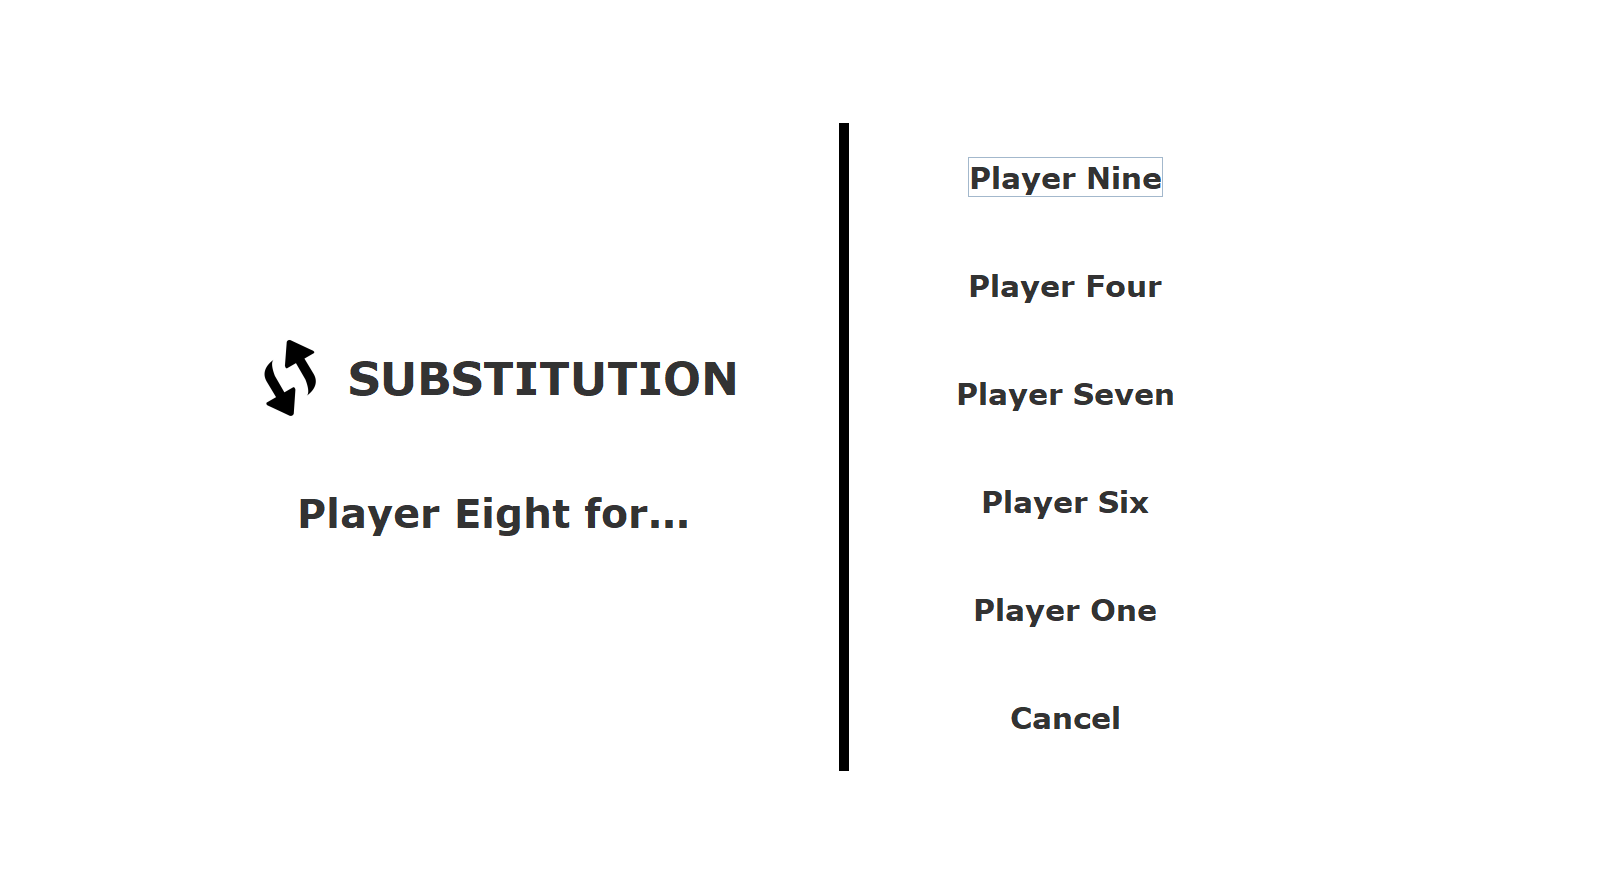 SUBSTITUTION
Player Eight for...
Player Nine
Player Four
Player Seven
Player Six
Player One
Cancel